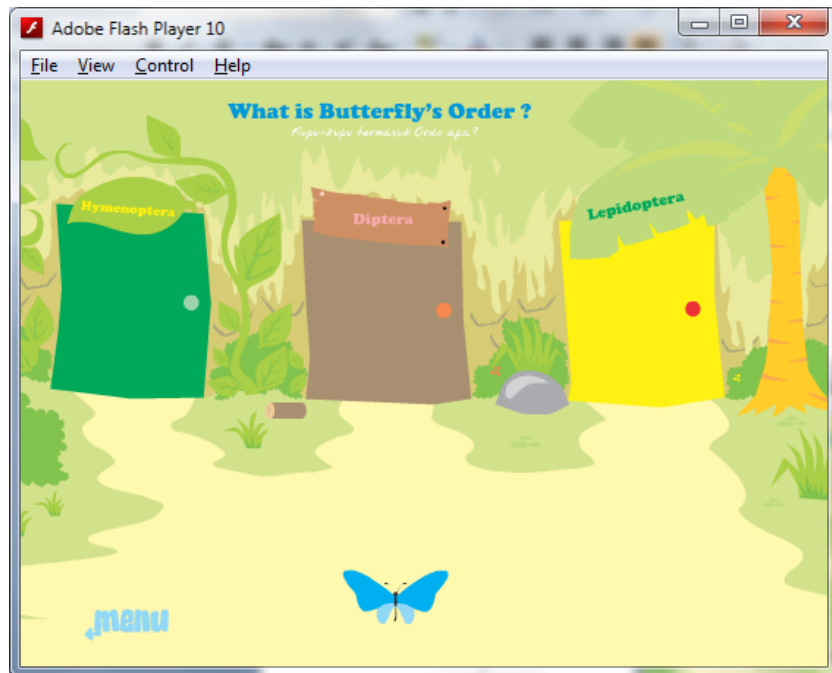 Adobe Flash Player 10
File View Control Help
What is Butterfly's Order ?
Kupu-kupu termasuk Ordo apa ?
Hymenoptera
Diptera
Lepidoptera
menu